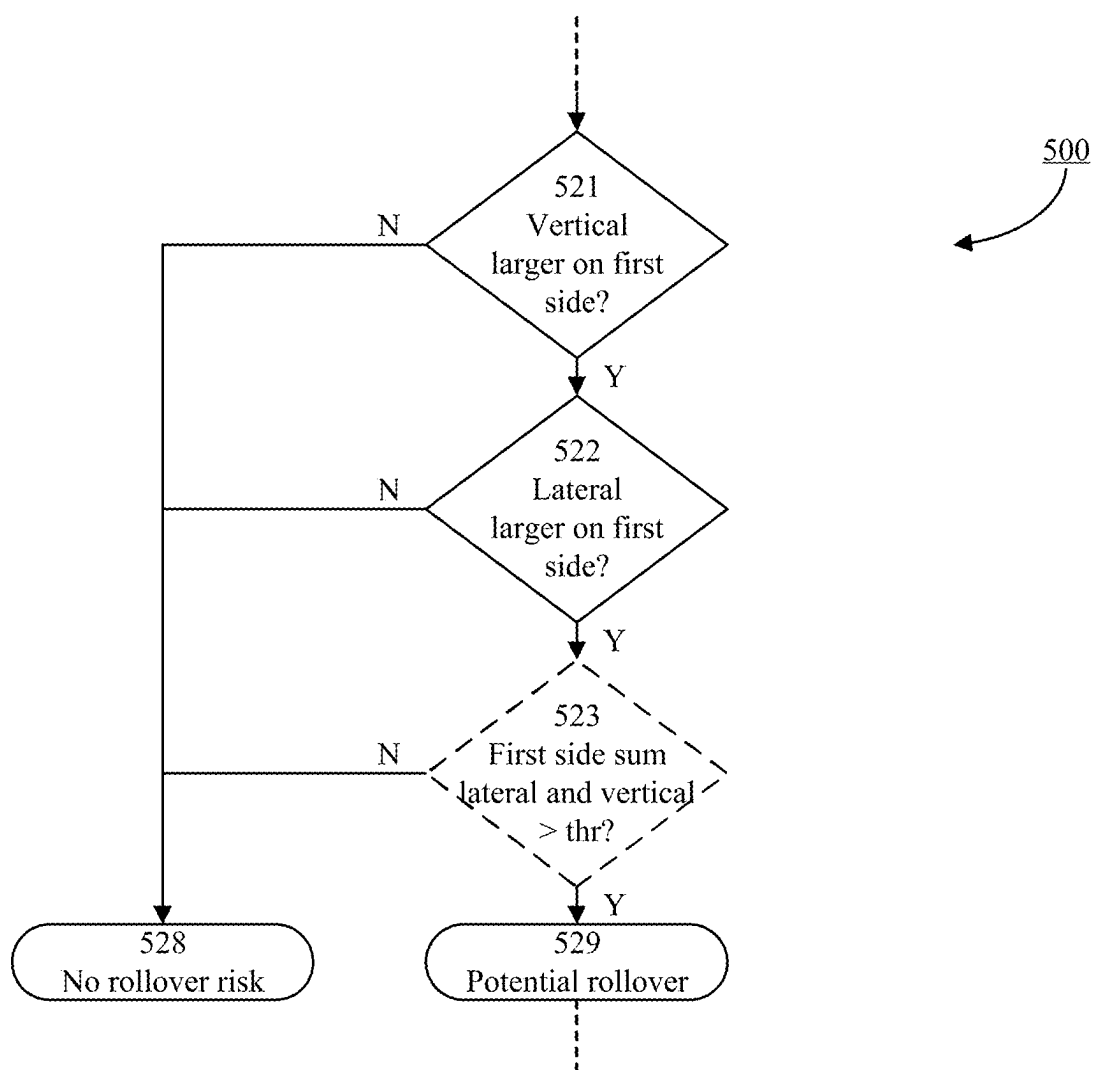 500
521
Vertical
larger on first
side?
N
Y
522
Lateral
larger on first
side?
N
Y
523
First side sum
lateral and vertical
> thr?
N
Y
528
No rollover risk
529
Potential rollover